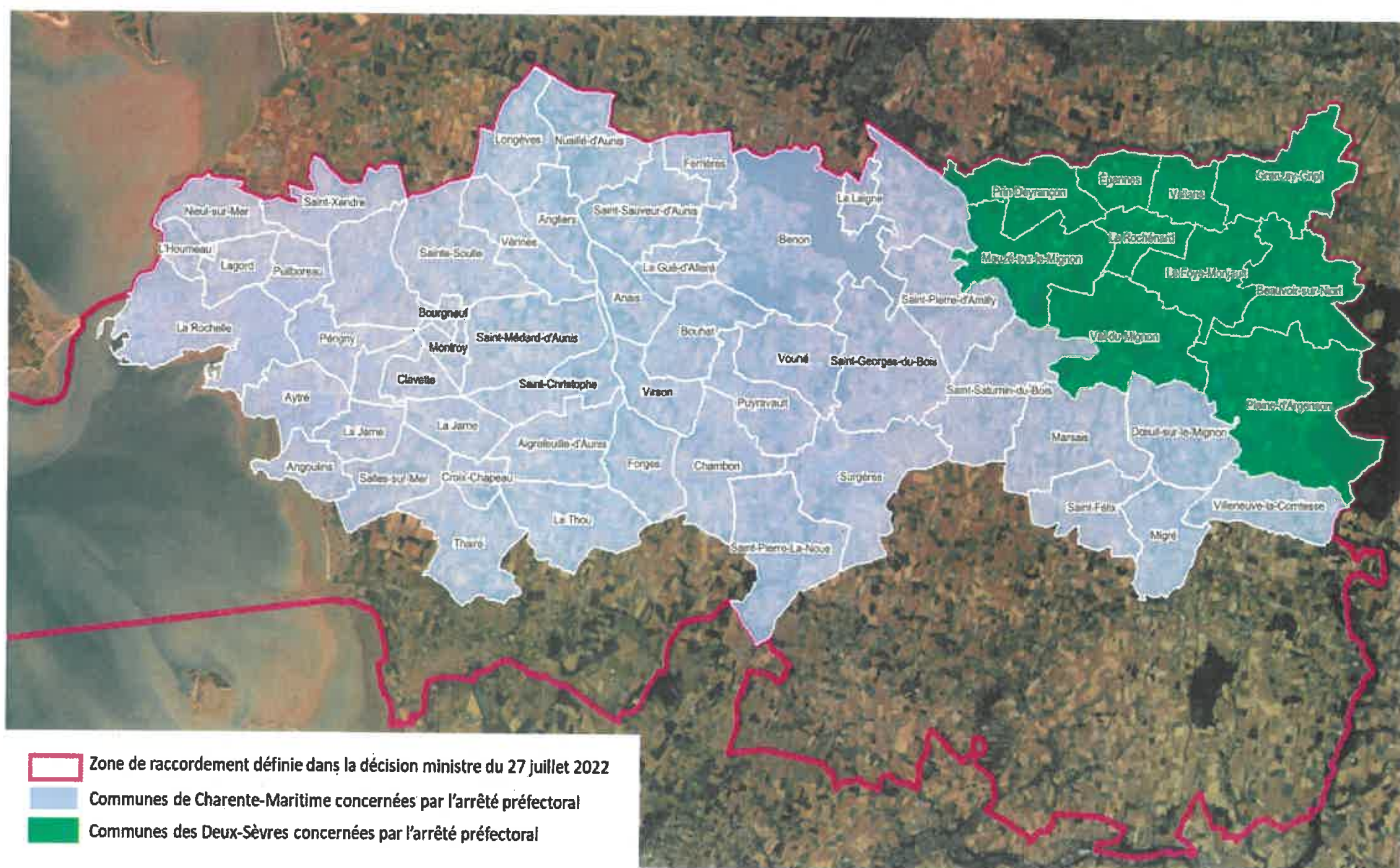 Longèves
Nuaillé-d'Aunis
Ferrières
Saint-Xandre
Nieul-sur-Mer
La Laigne
Prin-Deyrançon
Épannes
Vallans
Granzay-Gript
Saint-Sauveur-d'Aunis
Angliers
Vérines
Benon
L'Houmeau
Lagord
Puilboreau
Sainte-Soulle
La Rochénard
Mauzé-sur-le-Mignon
Le Gué-d'Alleré
La Foye-Monjault
Beauvoir-sur-Niort
Anais
Saint-Pierre-d'Amilly
Bourgneuf
La Rochelle
Périgny
Saint-Médard-d'Aunis
Bouhet
Val-du-Mignon
Montroy
Vouhé
Saint-Georges-du-Bois
Clavette
Saint-Christophe
Virson
Saint-Saturnin-du-Bois
Aytré
Puyravault
Plaine-d'Argenson
La Jarne
La Jarrie
Aigrefeuille-d'Aunis
Marsais
Dœuil-sur-le-Mignon
Angoulins
Salles-sur-Mer
Croix-Chapeau
Forges
Chambon
Surgères
Saint-Félix
Villeneuve-la-Comtesse
Le Thou
Thairé
Saint-Pierre-La-Noue
Migré
Zone de raccordement définie dans la décision ministre du 27 juillet 2022
Communes de Charente-Maritime concernées par l'arrêté préfectoral
Communes des Deux-Sèvres concernées par l'arrêté préfectoral